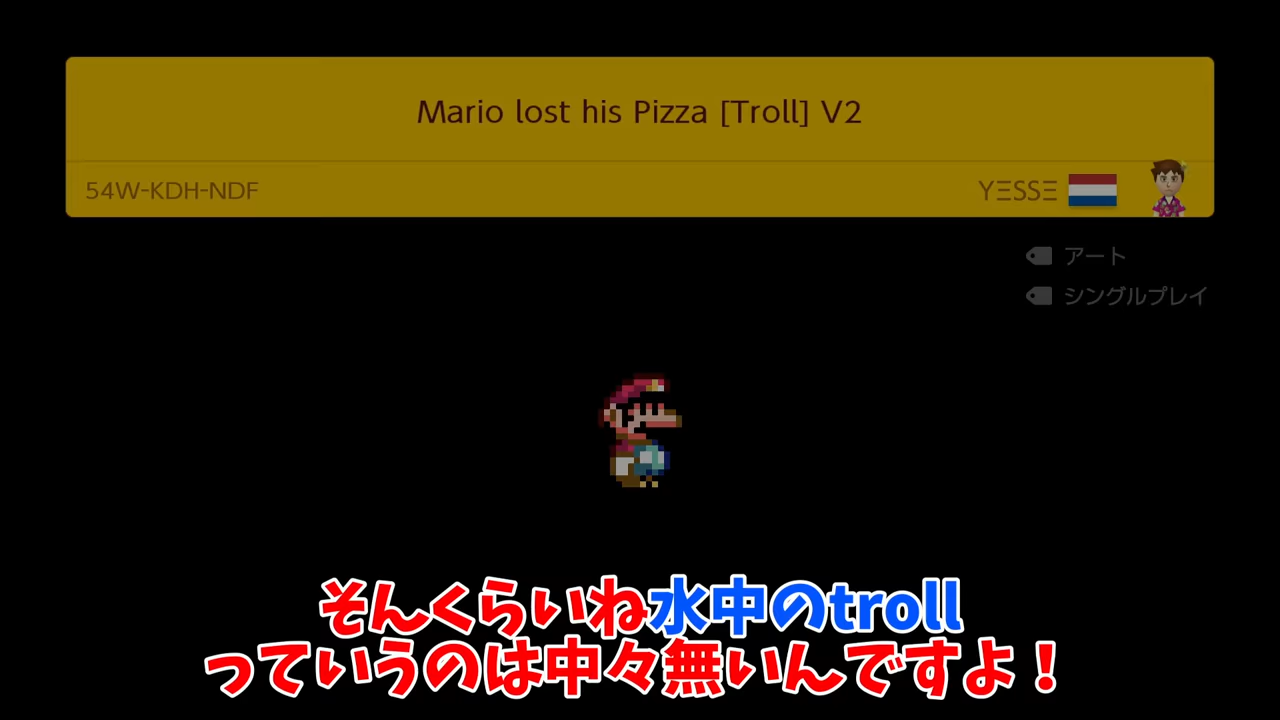 Mario lost his Pizza [Troll] V2
54W-KDH-NDF
YΞSSΞ
アート
シングルプレイ
そんくらいね水中のtroll
っていうのは中々無いんですよ！